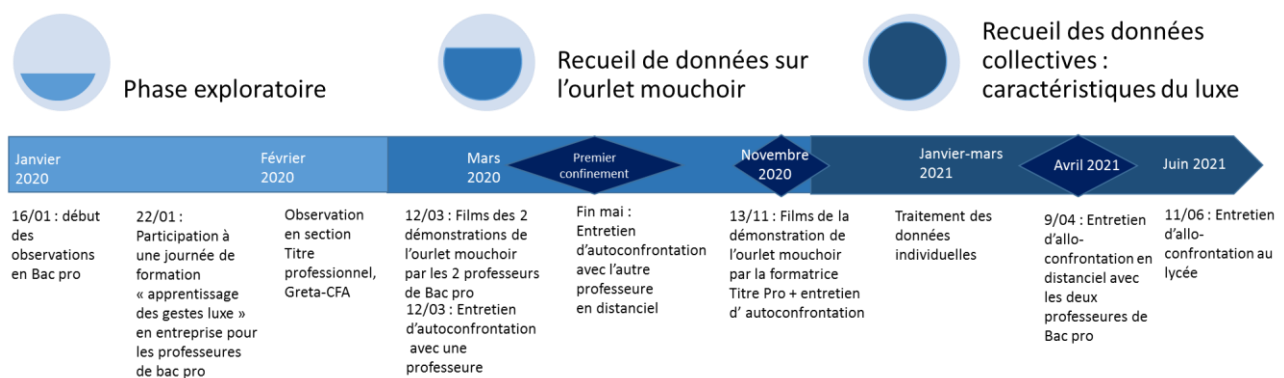 Phase exploratoire
Recueil de données sur
l'ourlet mouchoir
Recueil des données
collectives :
caractéristiques du luxe
Janvier
2020
Février
2020
Mars
2020
Premier
confinement
Novembre
2020
Janvier-mars
2021
Avril 2021
Juin 2021
16/01 : début
des
observations
en Bac pro
22/01 :
Participation à
une journée de
formation
« apprentissage
des gestes luxe »
en entreprise pour
les professeures
de bac pro
Observation
en section
Titre
professionnel,
Greta-CFA
12/03 : Films des 2
démonstrations de
l'ourlet mouchoir
par les 2 professeurs
de Bac pro
12/03 : Entretien
d'autoconfrontation
avec une
professeure
Fin mai :
Entretien
d'autoconfrontation
avec l'autre
professeure
en distanciel
13/11 : Films de la
démonstration de
l'ourlet mouchoir
par la formatrice
Titre Pro + entretien
d' autoconfrontation
Traitement des
données
individuelles
9/04 : Entretien
d'allo-
confrontation en
distanciel avec
les deux
professeures de
Bac pro
11/06 : Entretien
d'allo-
confrontation au
lycée